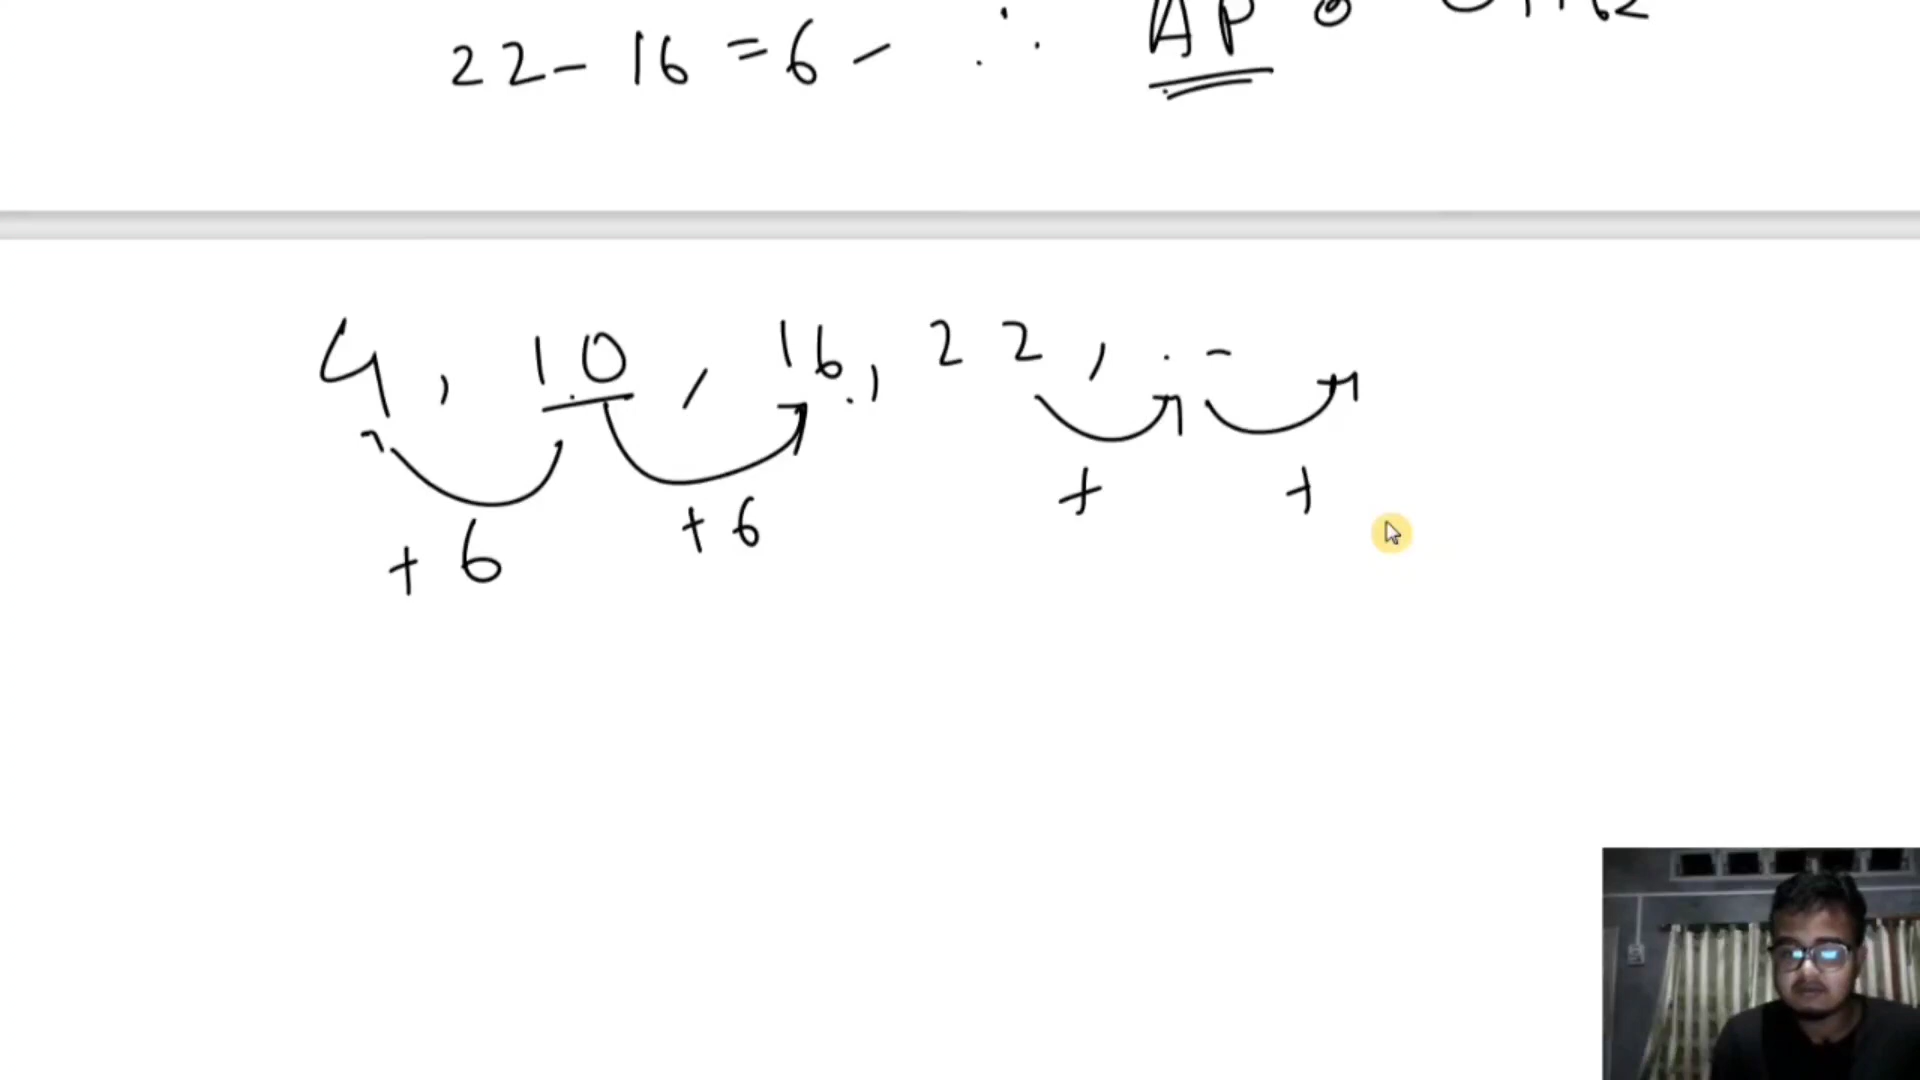 22 - 16 = 6 - ∴ AP
4, 10, 16, 22, . -
+ 6 + 6 + +